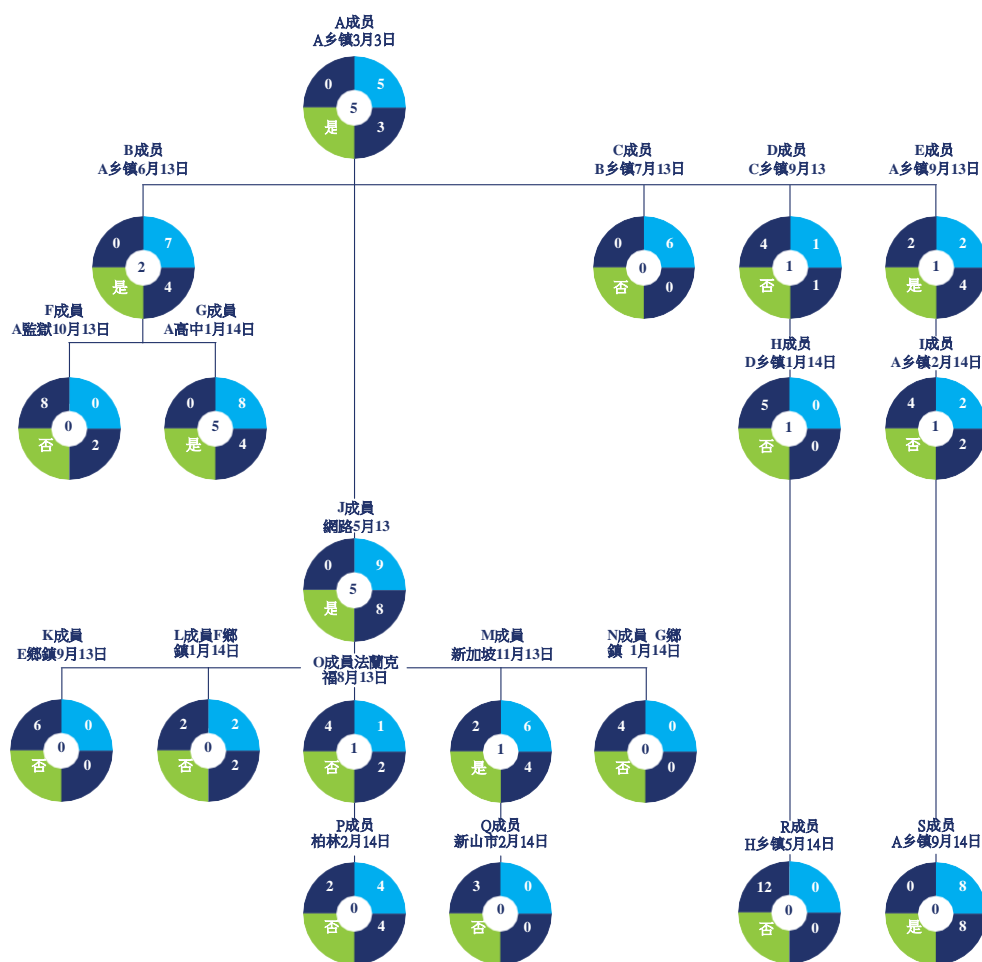 A成员
A乡镇3月3日
0
5
5
是
3
B成员
A乡镇6月13日
C成员
B乡镇7月13日
D成员
C乡镇9月13
E成员
A乡镇9月13日
0
7
2
是
4
0
6
0
否
0
4
1
1
否
1
2
2
1
是
4
F成員
A監獄10月13日
G成員
A高中1月14日
H成员
D乡镇1月14日
I成员
A乡镇2月14日
8
0
0
否
2
0
8
5
是
4
5
0
1
否
0
4
2
1
否
2
J成員
網路5月13
0
9
5
是
8
K成員
E鄉鎮9月13日
L成員F鄉
鎮1月14日
O成員法蘭克
福8月13日
M成員
新加坡11月13日
N成員 G鄉
鎮 1月14日
6
0
0
否
0
2
2
0
否
2
4
1
1
否
2
2
6
1
是
4
4
0
0
否
0
P成员
柏林2月14日
Q成员
新山市2月14日
R成员
H乡镇5月14日
S成员
A乡镇9月14日
2
4
0
否
4
3
0
0
否
0
12
0
0
否
0
0
8
0
是
8